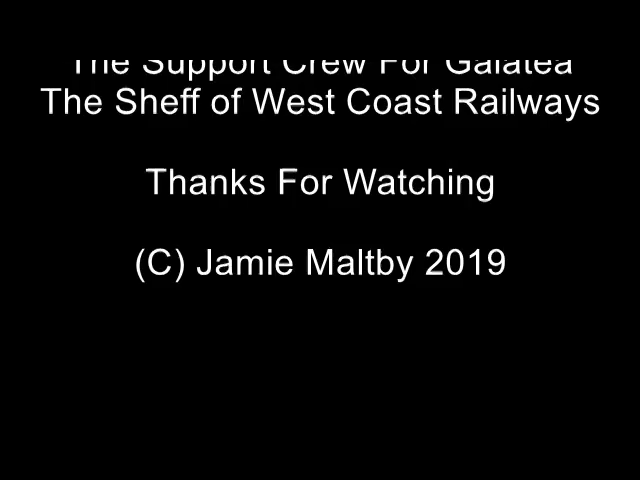 The Support Crew For Galatea
The Sheff of West Coast Railways
Thanks For Watching
(C) Jamie Maltby 2019